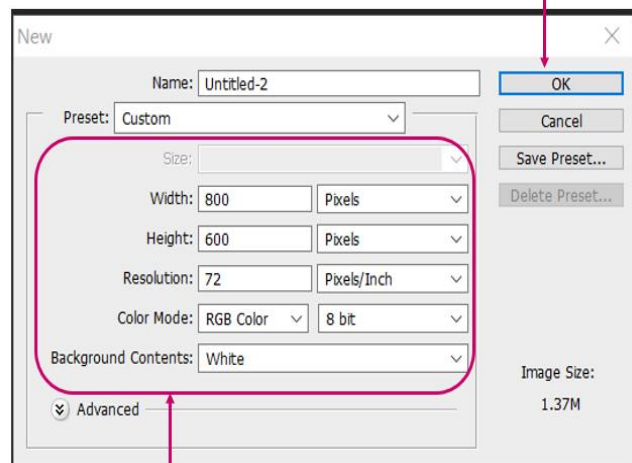 New
Name: Untitled-2
OK
Preset: Custom
Cancel
Size:
Save Preset...
Width: 800 Pixels
Delete Preset...
Height: 600 Pixels
Resolution: 72 Pixels/Inch
Color Mode: RGB Color 8 bit
Background Contents: White
Image Size:
1.37M
Advanced